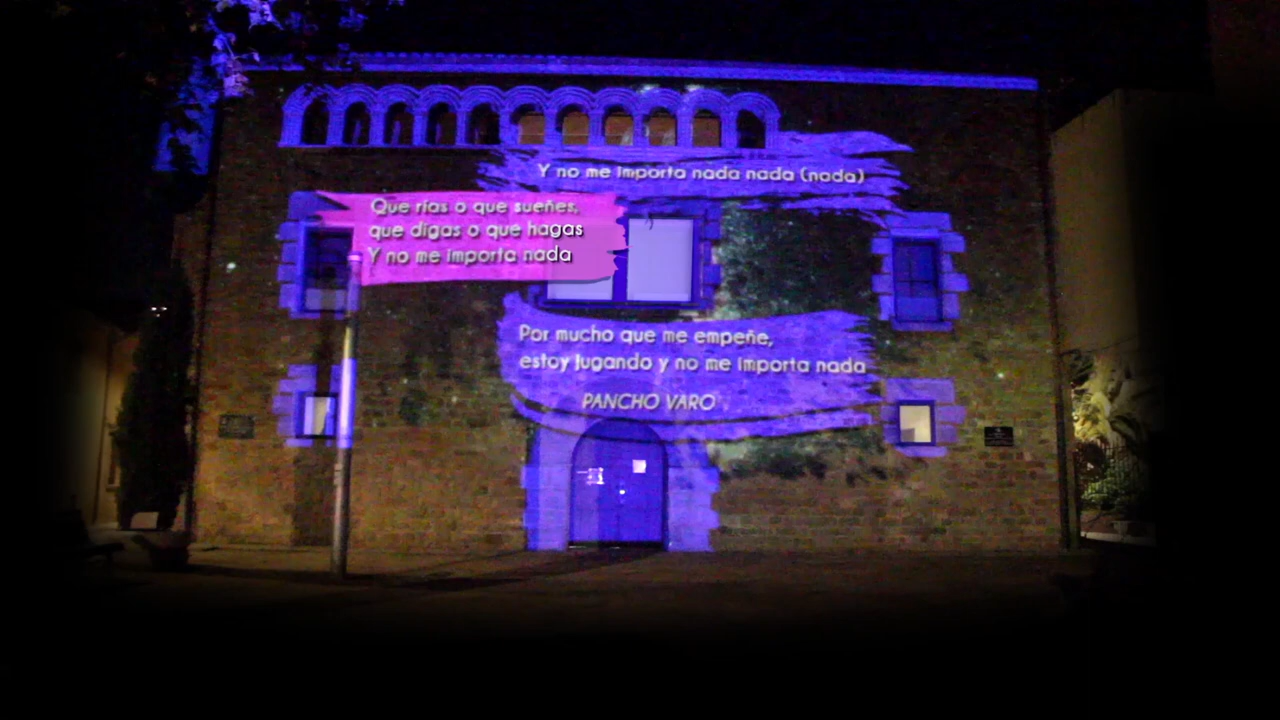 Y no me importa nada nada (nada)
Que rías o que sueñes,
que digas o que hagas
Y no me importa nada
Por mucho que me empeñe,
estoy jugando y no me importa nada
PANCHO VARO